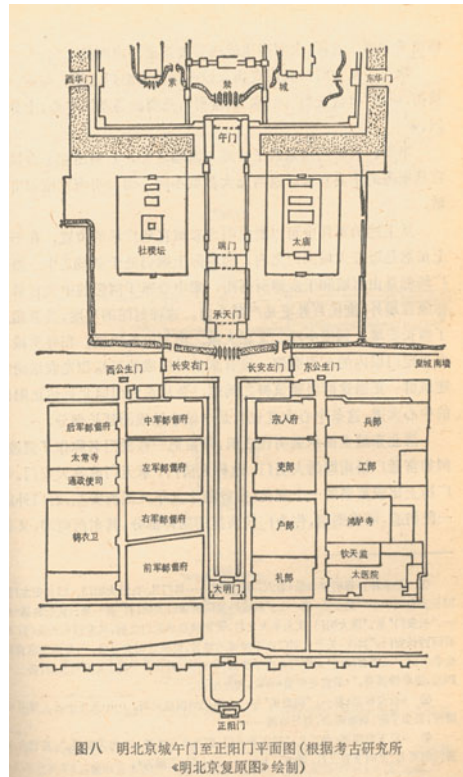 西华门
紫
禁
城
东华门
午门
社稷坛
端门
太庙
承天门
西公生门
长安右门
长安左门
东公生门
皇城南墙
后军都督府
中军都督府
宗人府
兵部
太常寺
通政使司
左军都督府
吏部
工部
右军都督府
户部
鸿胪寺
锦衣卫
前军都督府
钦天监
大明门
礼部
太医院
正阳门
图八 明北京城午门至正阳门平面图(根据考古研究所
《明北京复原图》绘制)